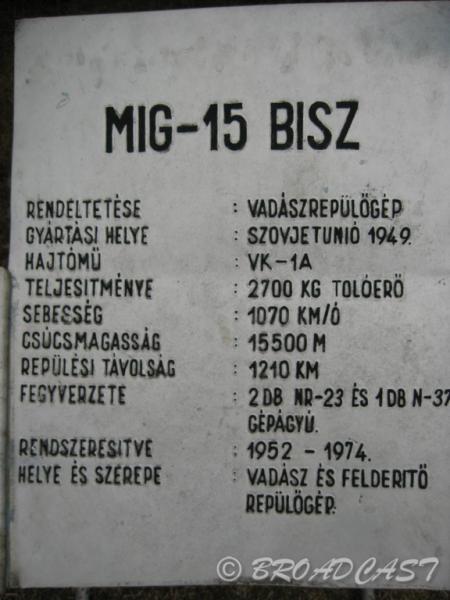 MIG-15 BISZ
RENDELTETÉSE : VADÁSZREPÜLŐGÉP
GYÁRTÁSI HELYE : SZOVJETUNIÓ 1949.
HAJTÓMŰ : VK-1A
TELJESITMÉNYE : 2700 KG TOLÓERŐ
SEBESSÉG : 1070 KM/Ó
CSÚCSMAGASSÁG : 15500 M
REPÜLÉSI TÁVOLSÁG : 1210 KM
FEGYVERZETE : 2 DB NR-23 ÉS 1 DB N-37
GÉPÁGYÚ.
RENDSZERESITVE : 1952 - 1974.
HELYE ÉS SZEREPE : VADÁSZ ÉS FELDERITŐ
REPÜLŐGÉP.
© BROADCAST